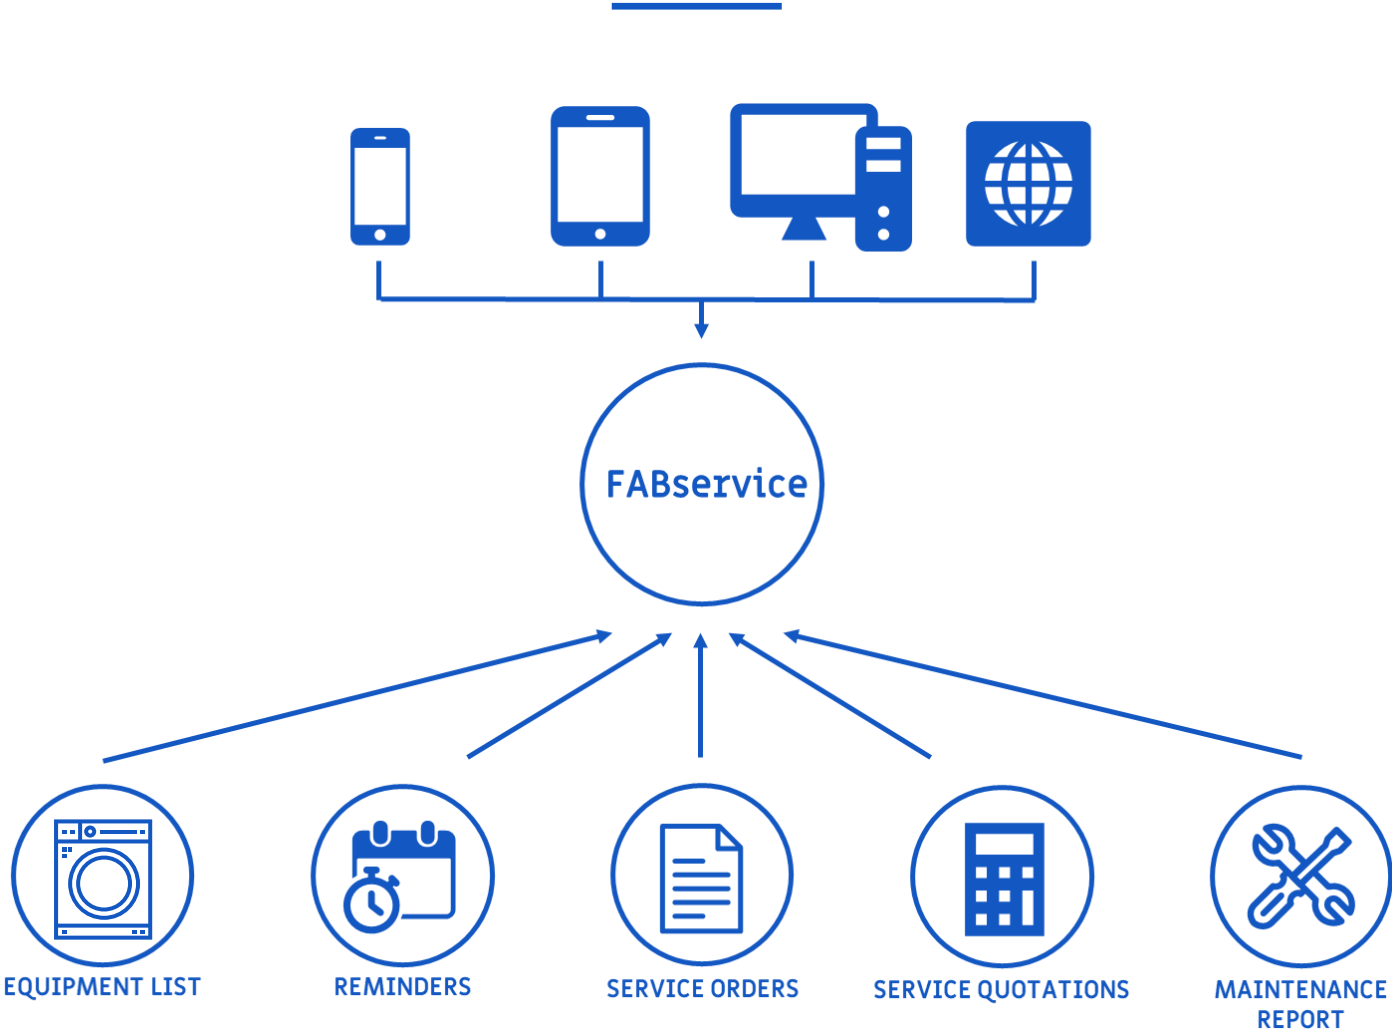 FABservice
EQUIPMENT LIST
REMINDERS
SERVICE ORDERS
SERVICE QUOTATIONS
MAINTENANCE
REPORT